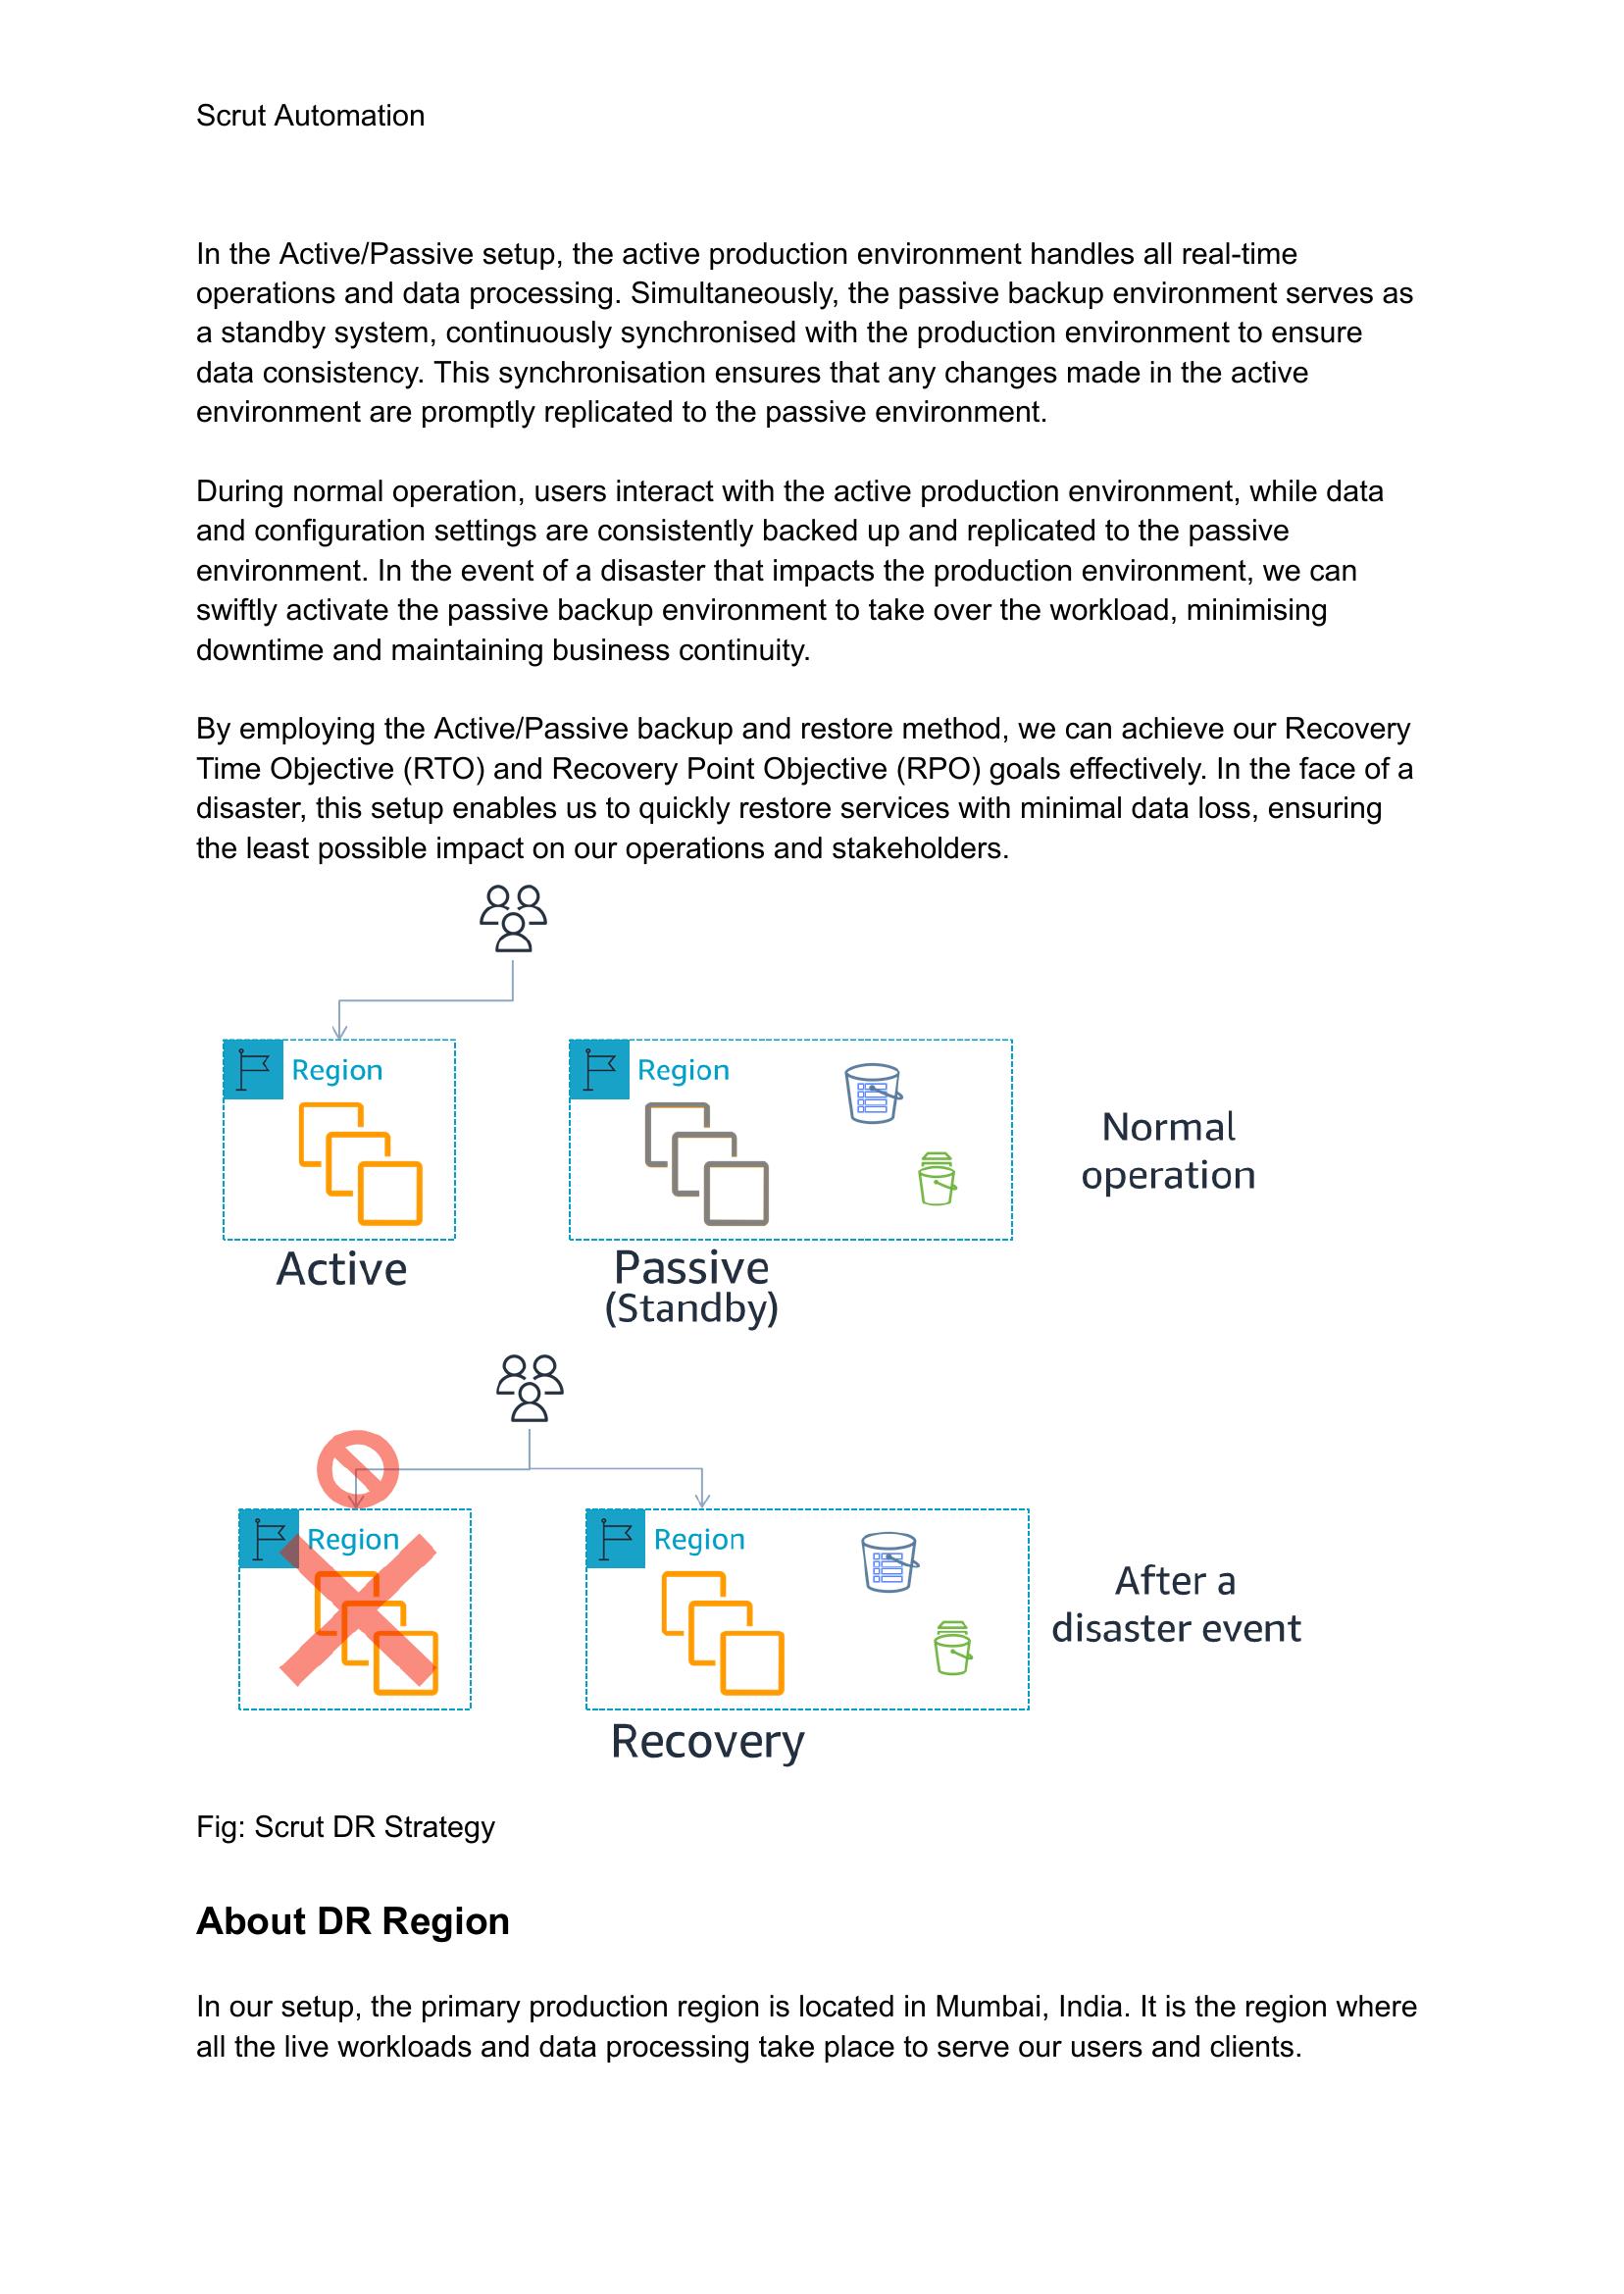 Scrut Automation
In the Active/Passive setup, the active production environment handles all real-time
operations and data processing. Simultaneously, the passive backup environment serves as
a standby system, continuously synchronised with the production environment to ensure
data consistency. This synchronisation ensures that any changes made in the active
environment are promptly replicated to the passive environment.
During normal operation, users interact with the active production environment, while data
and configuration settings are consistently backed up and replicated to the passive
environment. In the event of a disaster that impacts the production environment, we can
swiftly activate the passive backup environment to take over the workload, minimising
downtime and maintaining business continuity.
By employing the Active/Passive backup and restore method, we can achieve our Recovery
Time Objective (RTO) and Recovery Point Objective (RPO) goals effectively. In the face of a
disaster, this setup enables us to quickly restore services with minimal data loss, ensuring
the least possible impact on our operations and stakeholders.
Region
Region
Normal
operation
Active
Passive
(Standby)
Region
Region
After a
disaster event
Recovery
Fig: Scrut DR Strategy
About DR Region
In our setup, the primary production region is located in Mumbai, India. It is the region where
all the live workloads and data processing take place to serve our users and clients.